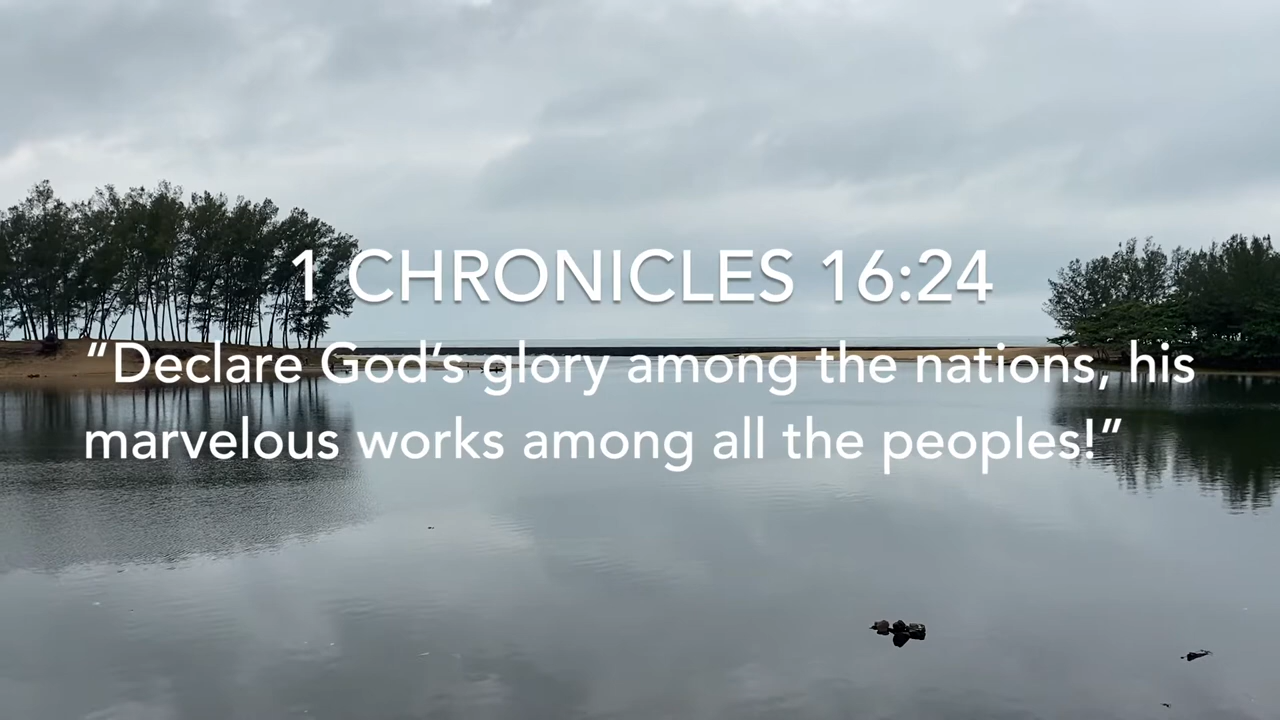 1 CHRONICLES 16:24
“Declare God’s glory among the nations, his
marvelous works among all the peoples!”